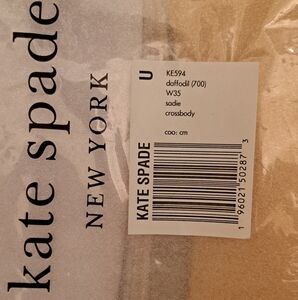 kate spade
NEW YORK
U
KE594
daffodil (700)
W35
sadie
crossbody
coo: cm
KATE SPADE
1 96021 50287 3